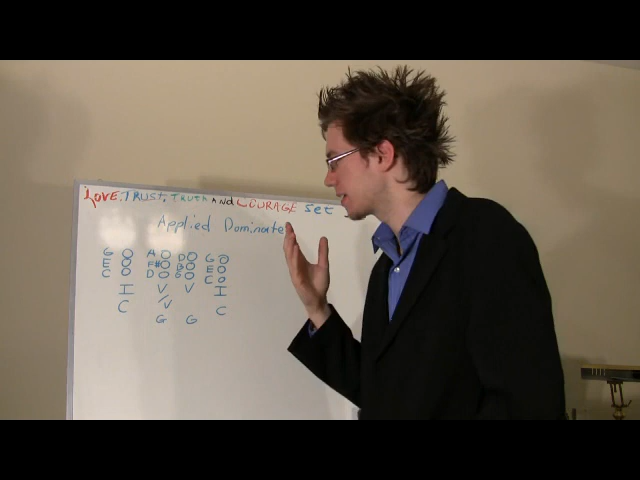 LOVE, TRUST, TRUTH AND COURAGE set
Applied Dominate
G A D G
E F# B E
C D G C
I V V I
/V
C C
G G